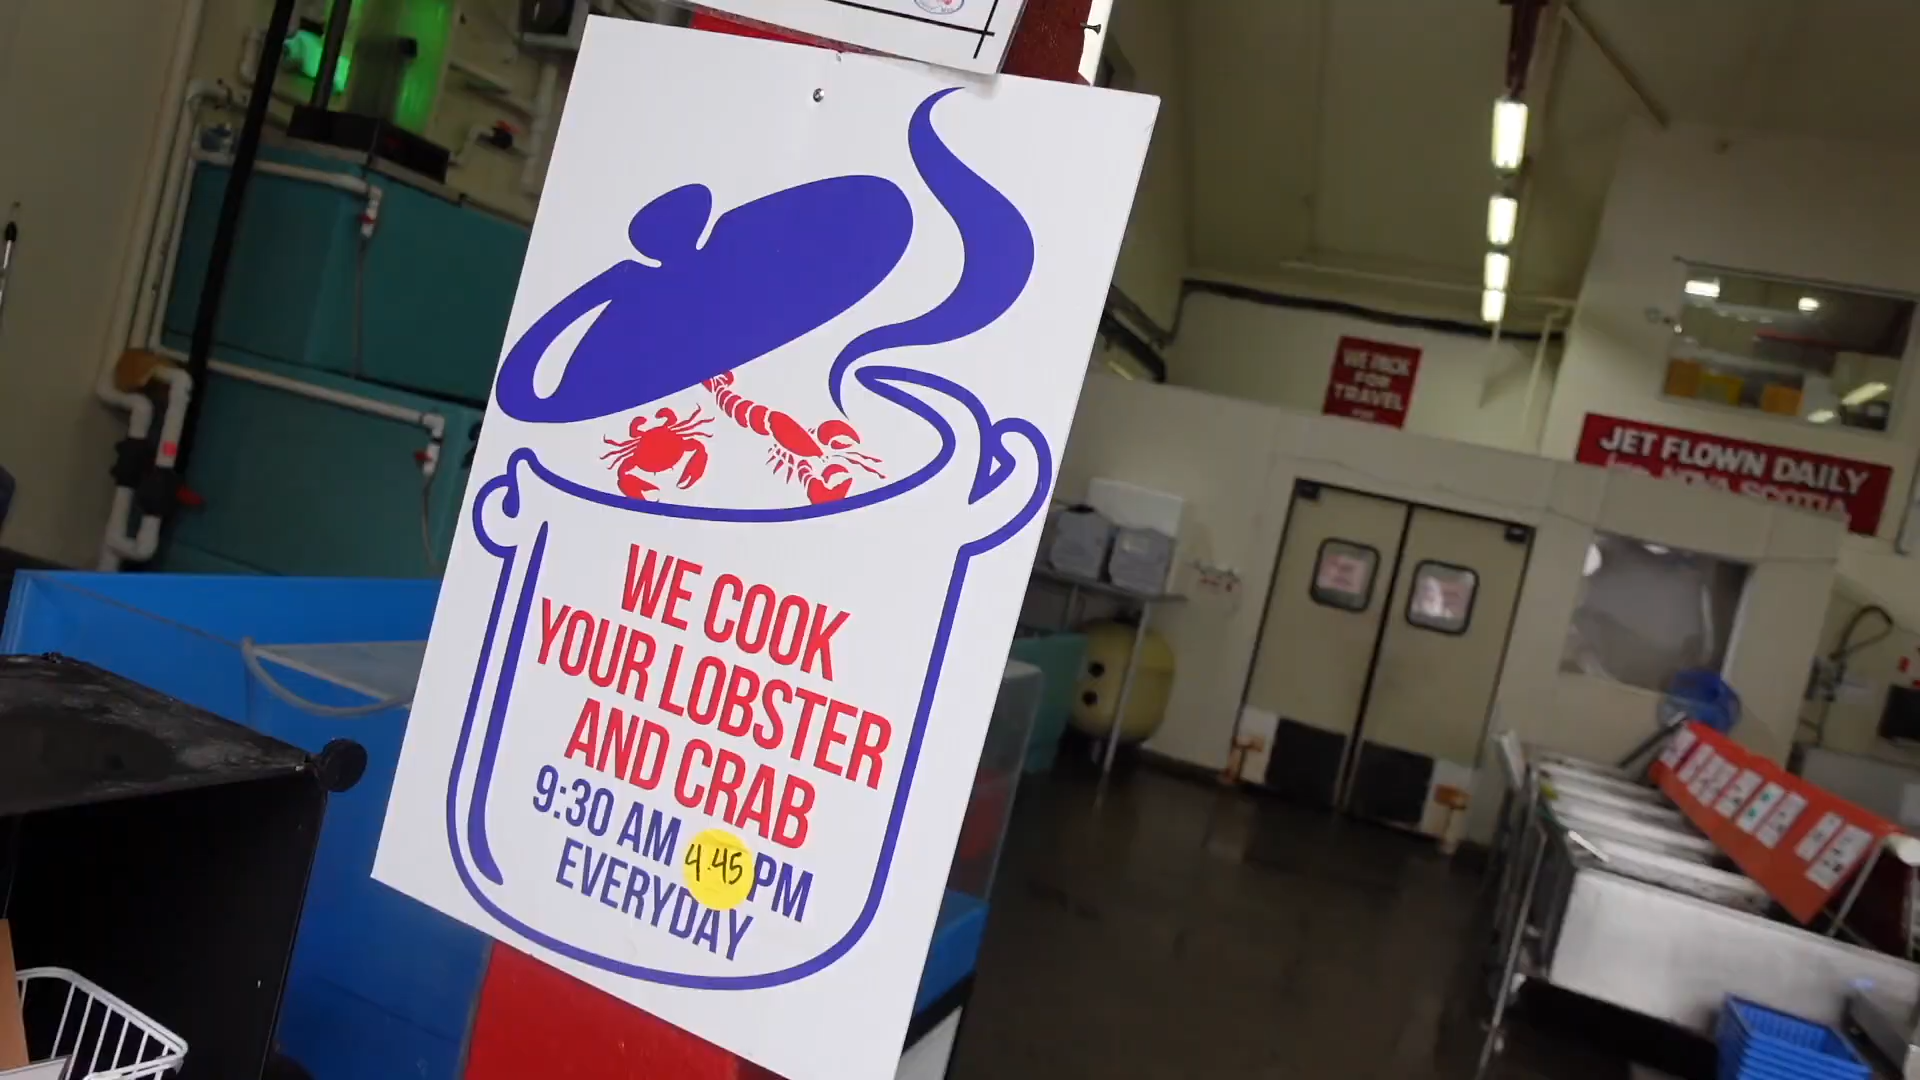 WE COOK
YOUR LOBSTER
AND CRAB
9:30 AM 4.45 PM
EVERYDAY
WE PACK
FOR
TRAVEL
JET FLOWN DAILY
NOVA SCOTIA